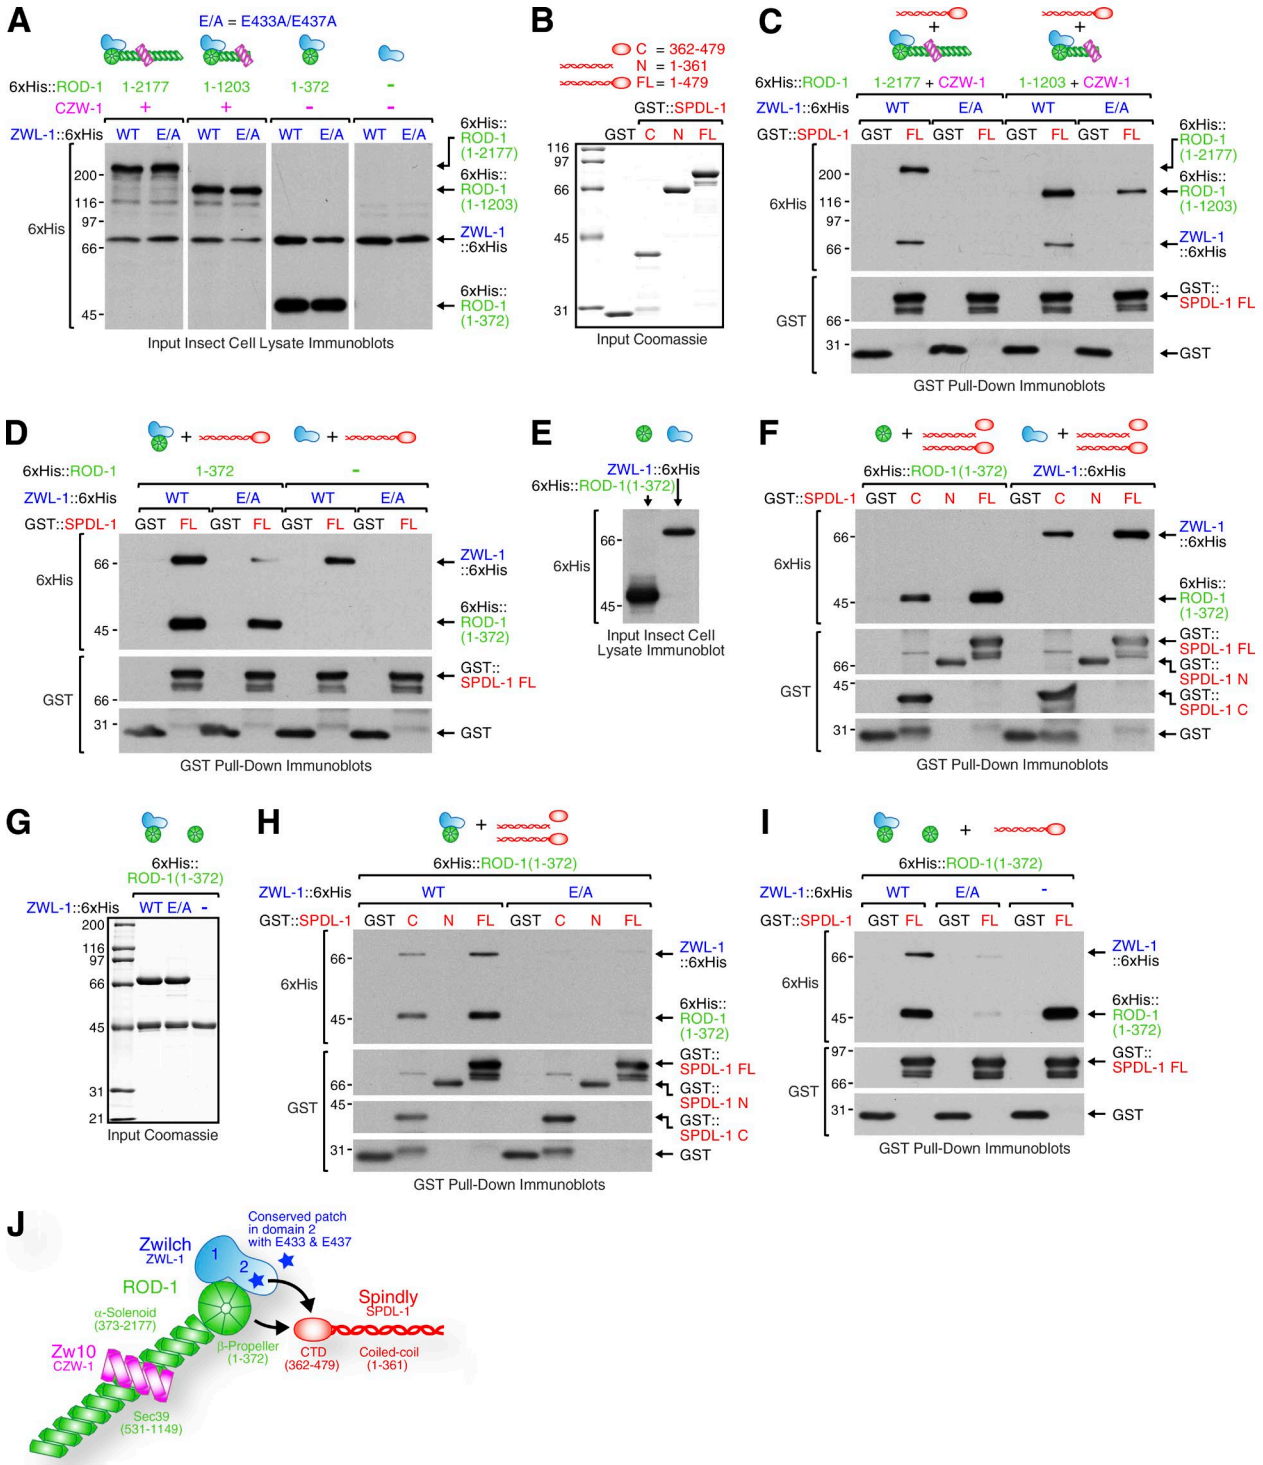 A
E/A = E433A/E437A
6xHis::ROD-1 1-2177 1-1203 1-372 -
CZW-1 + + - -
ZWL-1::6xHis WT E/A WT E/A WT E/A WT E/A
200
116
97
66
45
6xHis
6xHis::
ROD-1
(1-2177)
6xHis::
ROD-1
(1-1203)
ZWL-1
::6xHis
6xHis::
ROD-1
(1-372)
Input Insect Cell Lysate Immunoblots
B
C = 362-479
N = 1-361
FL = 1-479
GST::SPDL-1
GST C N FL
116
97
66
45
31
Input Coomassie
C
+ +
6xHis::ROD-1 1-2177 + CZW-1 1-1203 + CZW-1
ZWL-1::6xHis WT E/A WT E/A
GST::SPDL-1 GST FL GST FL GST FL GST FL
200
116
97
66
6xHis
66
31
GST
6xHis::
ROD-1
(1-2177)
6xHis::
ROD-1
(1-1203)
ZWL-1
::6xHis
GST::
SPDL-1 FL
GST
GST Pull-Down Immunoblots
D
+ +
6xHis::ROD-1 1-372 -
ZWL-1::6xHis WT E/A WT E/A
GST::SPDL-1 GST FL GST FL GST FL GST FL
66
45
6xHis
66
31
GST
ZWL-1
::6xHis
6xHis::
ROD-1
(1-372)
GST::
SPDL-1 FL
GST
GST Pull-Down Immunoblots
E
ZWL-1::6xHis
6xHis::ROD-1(1-372)
66
45
6xHis
Input Insect Cell
Lysate Immunoblot
F
+ +
6xHis::ROD-1(1-372) ZWL-1::6xHis
GST::SPDL-1 GST C N FL GST C N FL
66
45
6xHis
66
45
31
GST
ZWL-1
::6xHis
6xHis::
ROD-1
(1-372)
GST::
SPDL-1 FL
GST::
SPDL-1 N
GST::
SPDL-1 C
GST
GST Pull-Down Immunoblots
G
6xHis::
ROD-1(1-372)
ZWL-1::6xHis WT E/A -
200
116
97
66
45
31
21
Input Coomassie
H
+
6xHis::ROD-1(1-372)
ZWL-1::6xHis WT E/A
GST::SPDL-1 GST C N FL GST C N FL
66
45
6xHis
66
45
31
GST
ZWL-1
::6xHis
6xHis::
ROD-1
(1-372)
GST::
SPDL-1 FL
GST::
SPDL-1 N
GST::
SPDL-1 C
GST
GST Pull-Down Immunoblots
I
+
6xHis::ROD-1(1-372)
ZWL-1::6xHis WT E/A -
GST::SPDL-1 GST FL GST FL GST FL
66
45
6xHis
97
66
31
GST
ZWL-1
::6xHis
6xHis::
ROD-1
(1-372)
GST::
SPDL-1 FL
GST
GST Pull-Down Immunoblots
J
Conserved patch
in domain 2
with E433 & E437
Zwilch
ZWL-1
1
2
ROD-1
α-Solenoid
(373-2177)
β-Propeller
(1-372)
Spindly
SPDL-1
CTD
(362-479)
Coiled-coil
(1-361)
Zw10
CZW-1
Sec39
(531-1149)